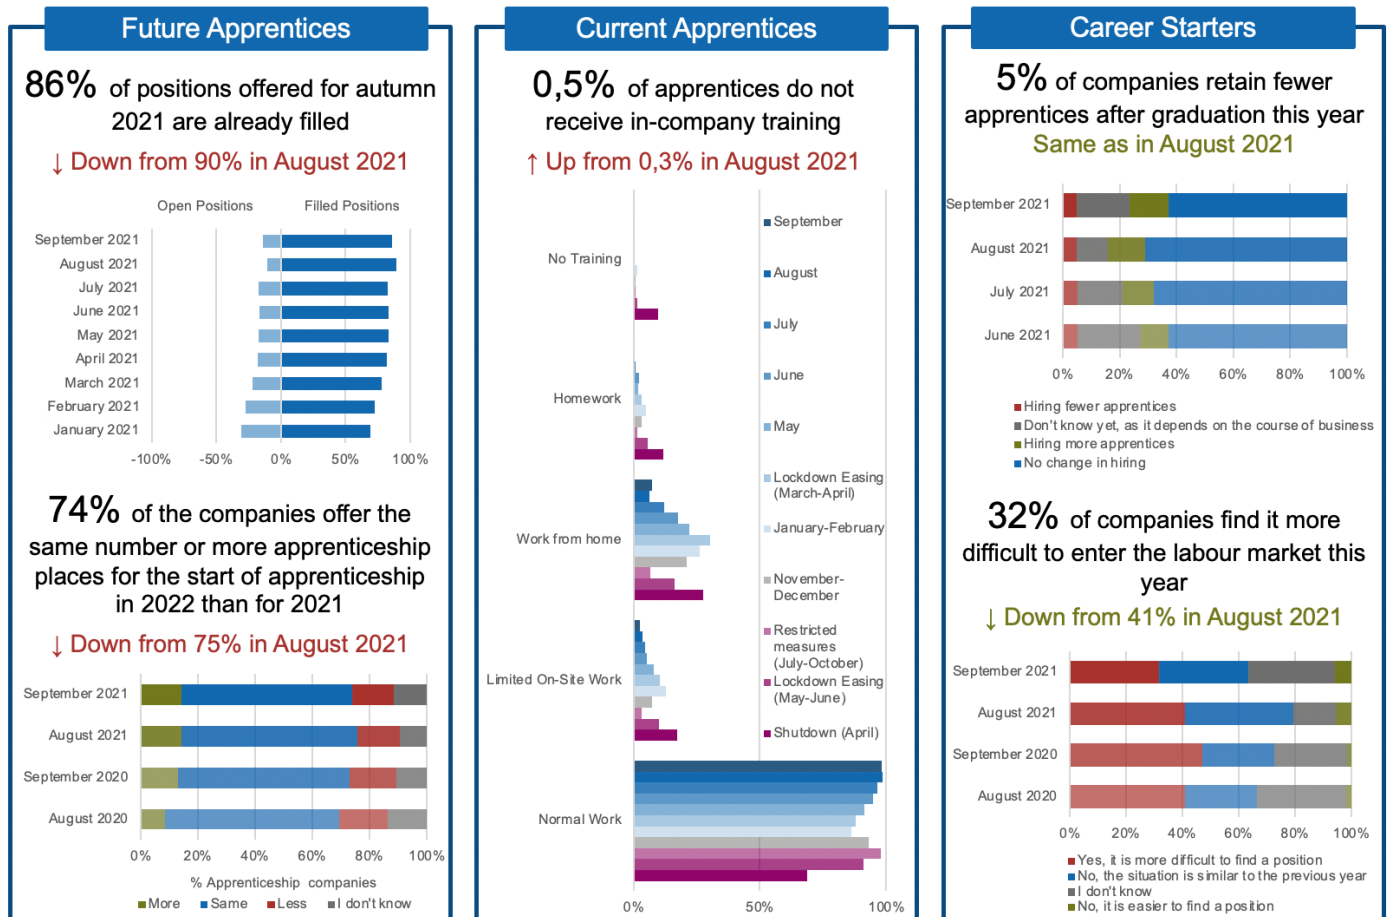 Future Apprentices
86% of positions offered for autumn
2021 are already filled
↓ Down from 90% in August 2021
Open Positions
Filled Positions
September 2021
August 2021
July 2021
June 2021
May 2021
April 2021
March 2021
February 2021
January 2021
-100%
-50%
0%
50%
100%
74% of the companies offer the
same number or more apprenticeship
places for the start of apprenticeship
in 2022 than for 2021
↓ Down from 75% in August 2021
September 2021
August 2021
September 2020
August 2020
0%
20%
40%
60%
80%
100%
% Apprenticeship companies
More
Same
Less
I don't know
Current Apprentices
0,5% of apprentices do not
receive in-company training
↑ Up from 0,3% in August 2021
No Training
Homework
Work from home
Limited On-Site Work
Normal Work
September
August
July
June
May
Lockdown Easing
(March-April)
January-February
November-
December
Restricted
measures
(July-October)
Lockdown Easing
(May-June)
Shutdown (April)
0%
50%
100%
Career Starters
5% of companies retain fewer
apprentices after graduation this year
Same as in August 2021
September 2021
August 2021
July 2021
June 2021
0%
20%
40%
60%
80%
100%
Hiring fewer apprentices
Don't know yet, as it depends on the course of business
Hiring more apprentices
No change in hiring
32% of companies find it more
difficult to enter the labour market this
year
↓ Down from 41% in August 2021
September 2021
August 2021
September 2020
August 2020
0%
20%
40%
60%
80%
100%
Yes, it is more difficult to find a position
No, the situation is similar to the previous year
I don't know
No, it is easier to find a position